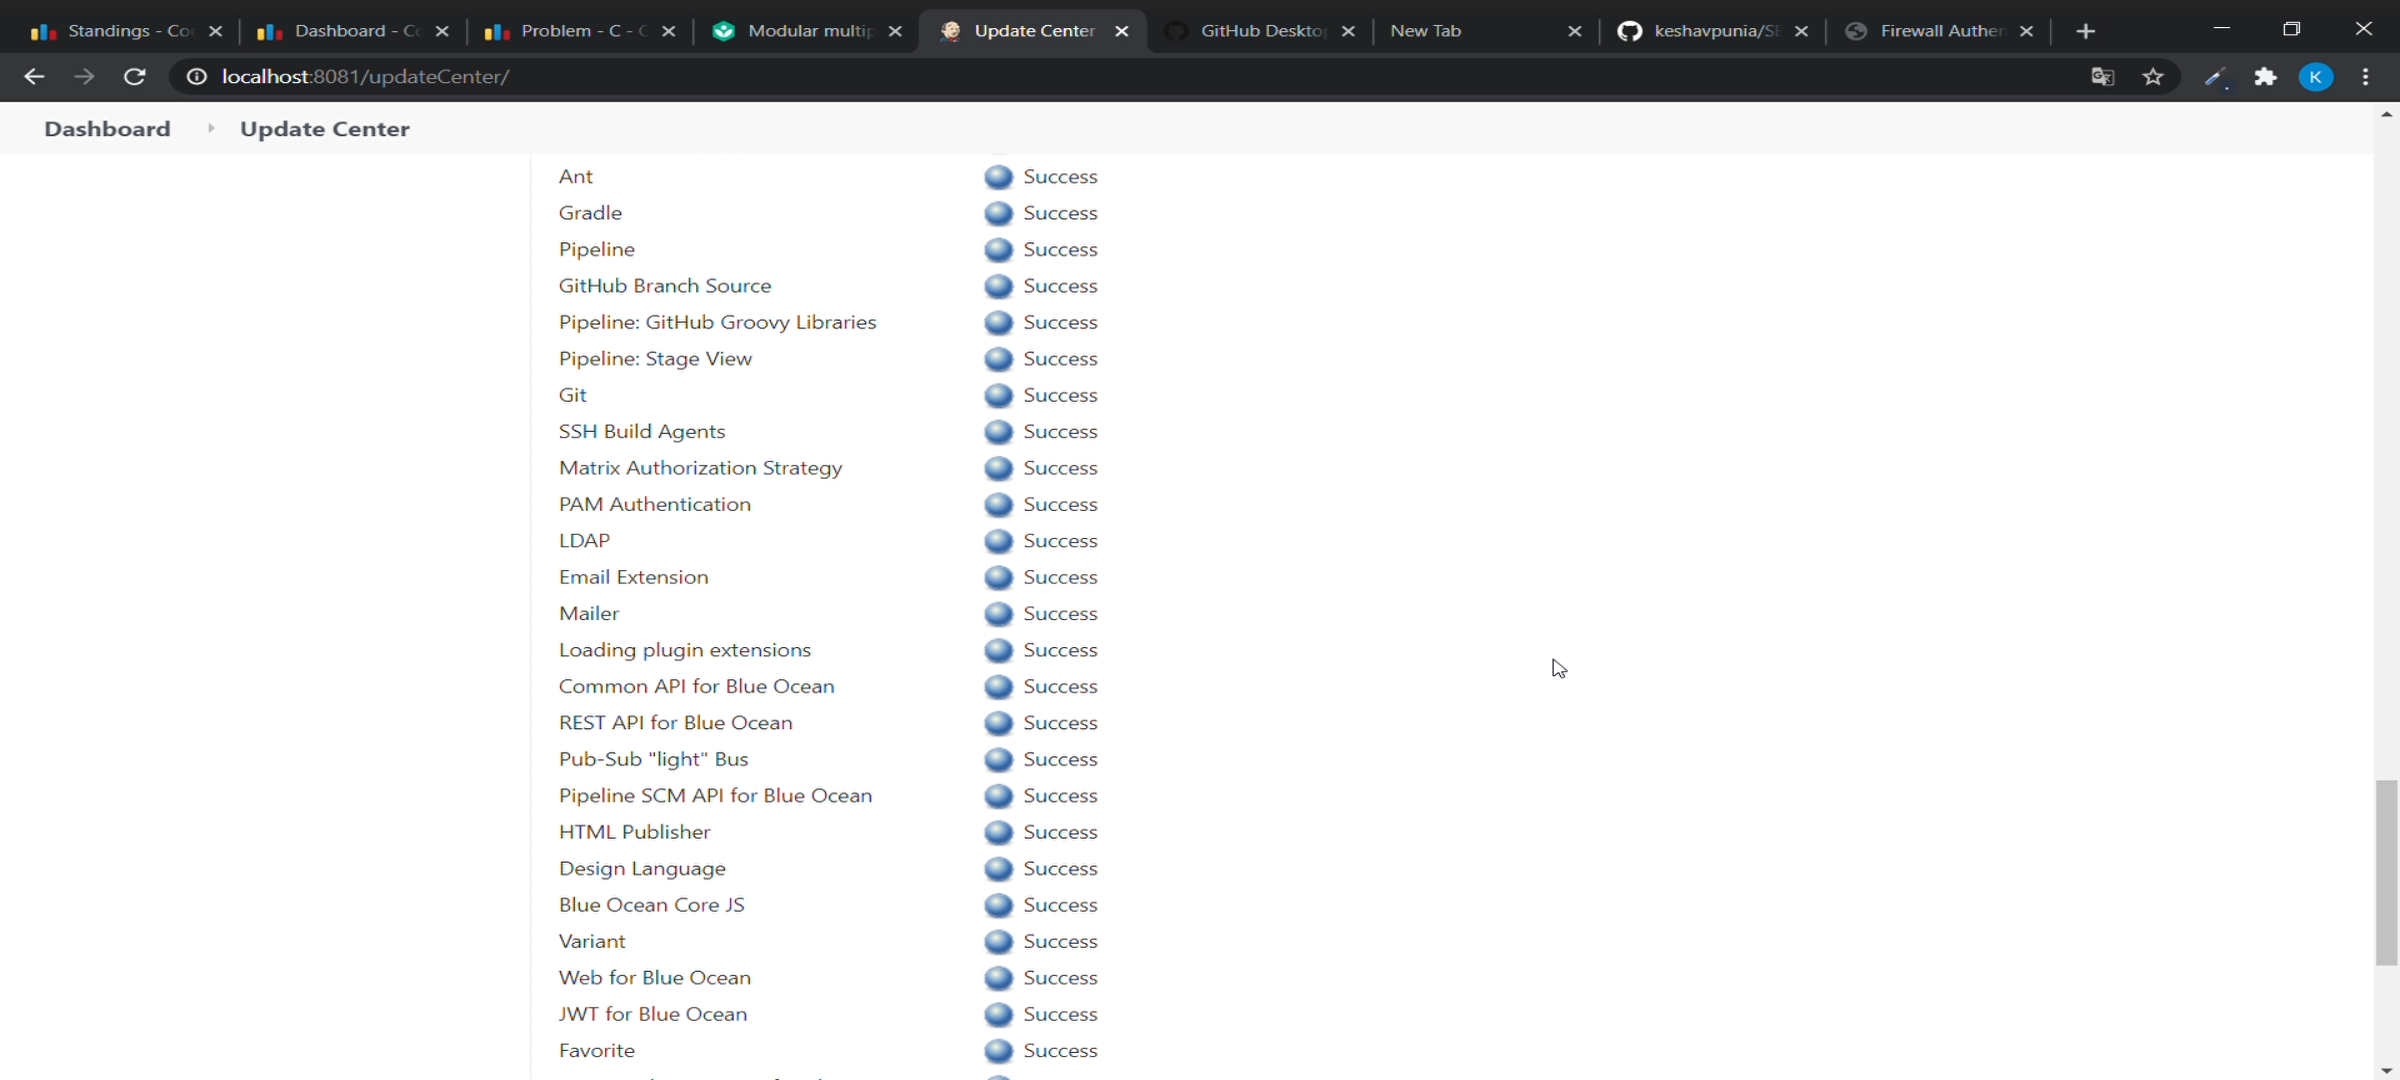 Standings - Co
Dashboard - Co
Problem - C - C
Modular multip
Update Center
GitHub Desktop
New Tab
keshavpunia/SE
Firewall Authen
localhost:8081/updateCenter/
K
Dashboard Update Center
Ant Success
Gradle Success
Pipeline Success
GitHub Branch Source Success
Pipeline: GitHub Groovy Libraries Success
Pipeline: Stage View Success
Git Success
SSH Build Agents Success
Matrix Authorization Strategy Success
PAM Authentication Success
LDAP Success
Email Extension Success
Mailer Success
Loading plugin extensions Success
Common API for Blue Ocean Success
REST API for Blue Ocean Success
Pub-Sub "light" Bus Success
Pipeline SCM API for Blue Ocean Success
HTML Publisher Success
Design Language Success
Blue Ocean Core JS Success
Variant Success
Web for Blue Ocean Success
JWT for Blue Ocean Success
Favorite Success